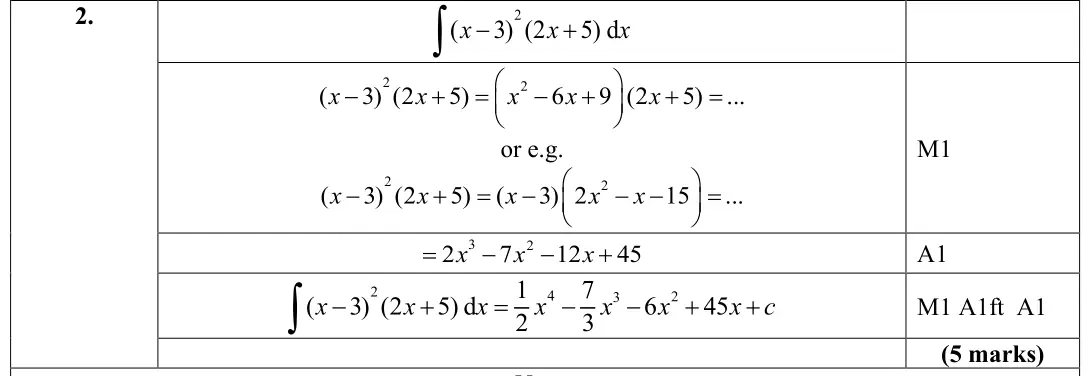 2.
∫(x − 3)²(2x + 5) dx
(x − 3)²(2x + 5) = (x² − 6x + 9)(2x + 5) = ...
or e.g.
M1
(x − 3)²(2x + 5) = (x − 3)(2x² − x − 15) = ...
= 2x³ − 7x² − 12x + 45 A1
∫(x − 3)²(2x + 5) dx = 1/2 x⁴ − 7/3 x³ − 6x² + 45x + c M1 A1ft A1
(5 marks)